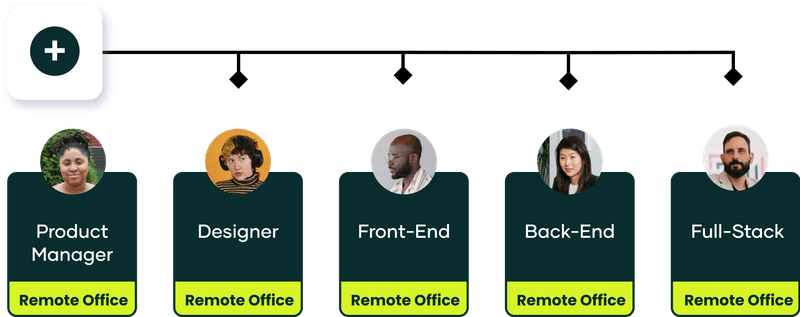 Product
Manager
Remote Office
Designer
Remote Office
Front-End
Remote Office
Back-End
Remote Office
Full-Stack
Remote Office